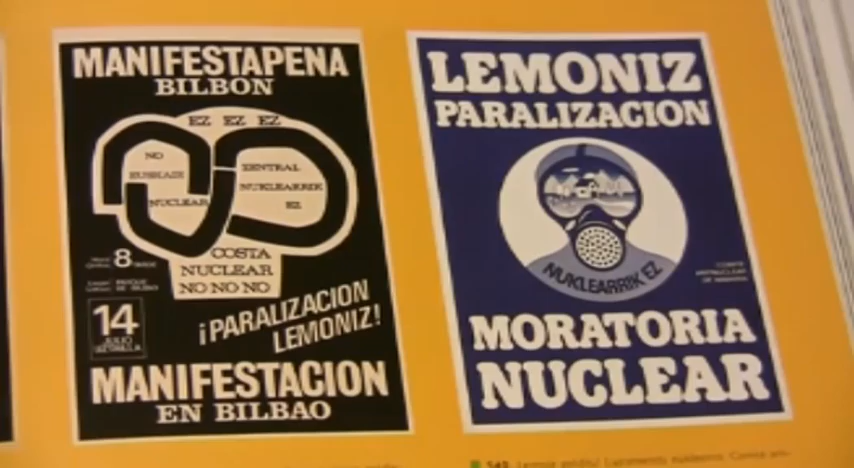 MANIFESTAPENA
BILBON
EZ EZ EZ
NO
EUSKADI
NUCLEAR
ZENTRAL
NUKLEARRIK
EZ
COSTA
NUCLEAR
NO NO NO
8
14
JULIO
¡PARALIZACION
LEMONIZ!
MANIFESTACION
EN BILBAO
LEMONIZ
PARALIZACION
NUKLEARRIK EZ
MORATORIA
NUCLEAR